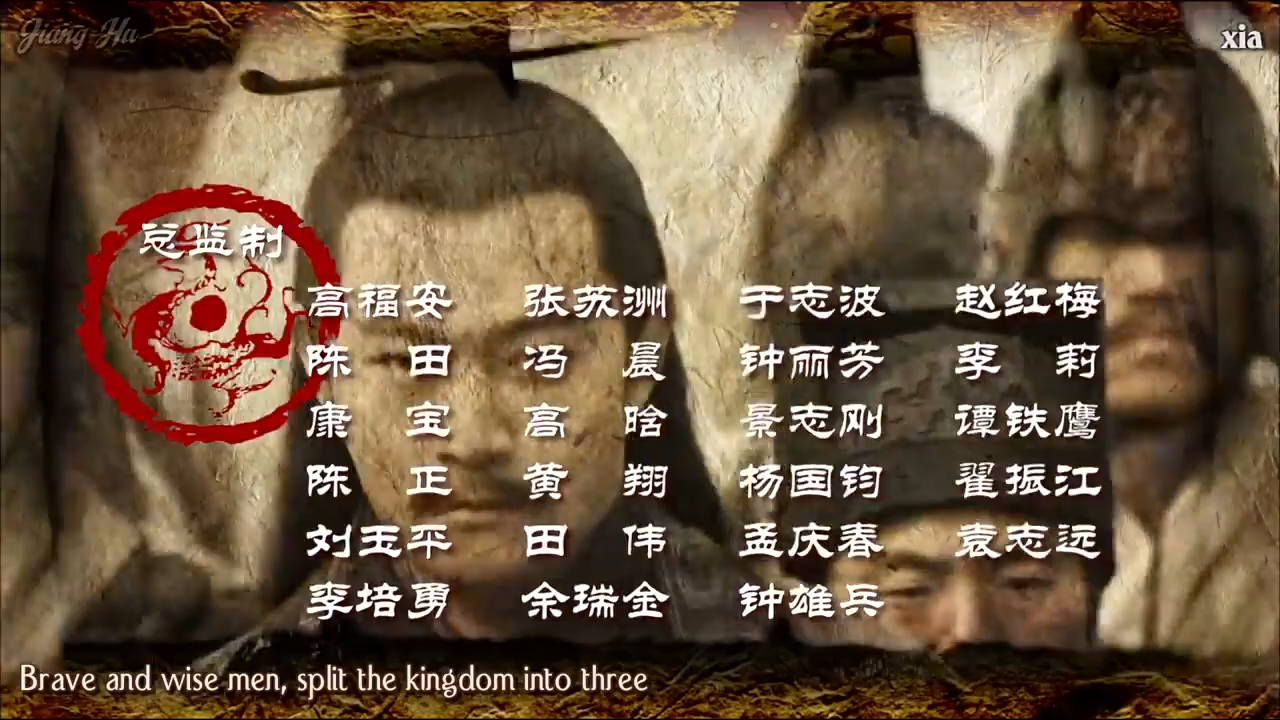 Jiang-Hu
xia
总监制
高福安 张苏洲 于志波 赵红梅
陈田 冯晨 钟丽芳 李莉
康宝 高晗 景志刚 谭铁鹰
陈正 黄翔 杨国钧 翟振江
刘玉平 田伟 孟庆春 袁志远
李培勇 余瑞金 钟雄兵
Brave and wise men, split the kingdom into three